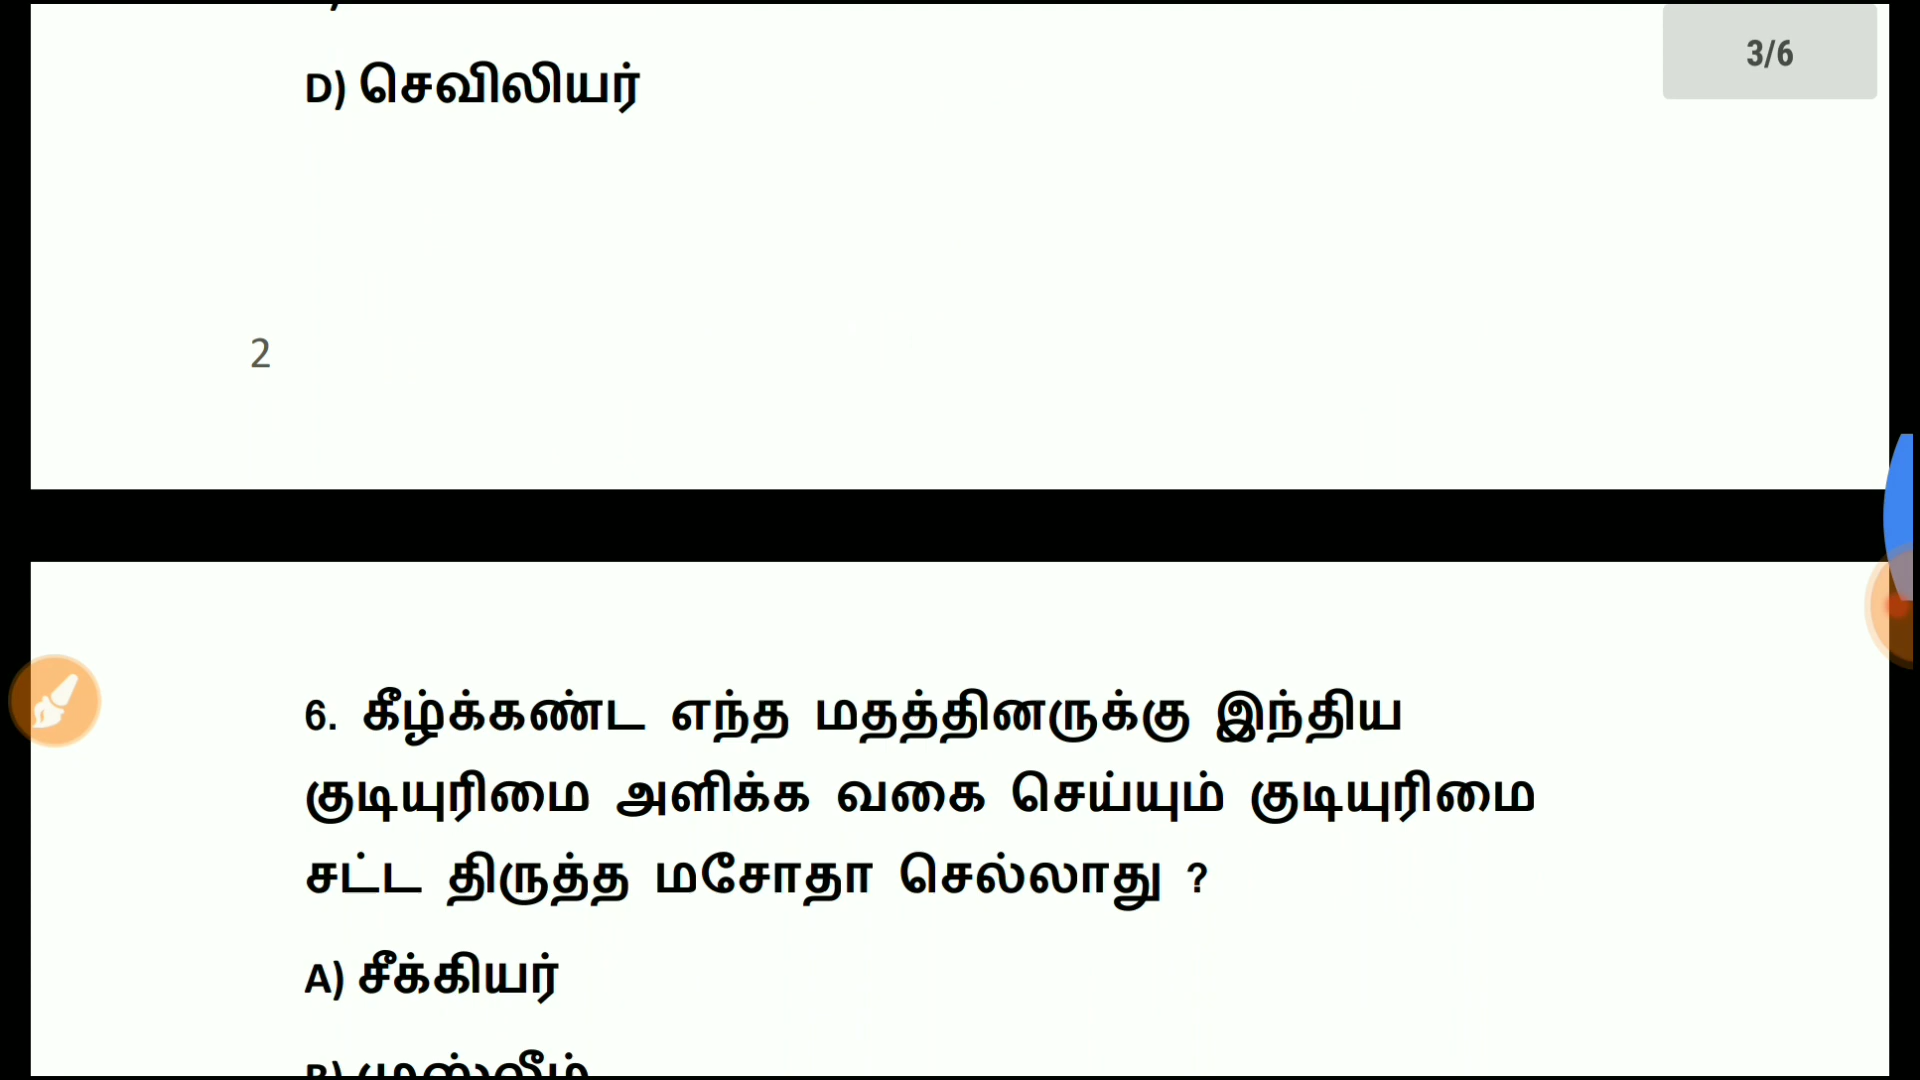 3/6
D) செவிலியர்
2
6. கீழ்க்கண்ட எந்த மதத்தினருக்கு இந்திய
குடியுரிமை அளிக்க வகை செய்யும் குடியுரிமை
சட்ட திருத்த மசோதா செல்லாது ?
A) சீக்கியர்
B) முஸ்லீம்